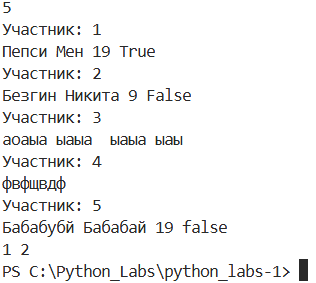 5
Участник: 1
Пепси Мен 19 True
Участник: 2
Безгин Никита 9 False
Участник: 3
аоаыа ыаыа  ыаыа ыаы
Участник: 4
фвфщвдф
Участник: 5
Бабабубй Бабабай 19 false
1 2
PS C:\Python_Labs\python_labs-1>